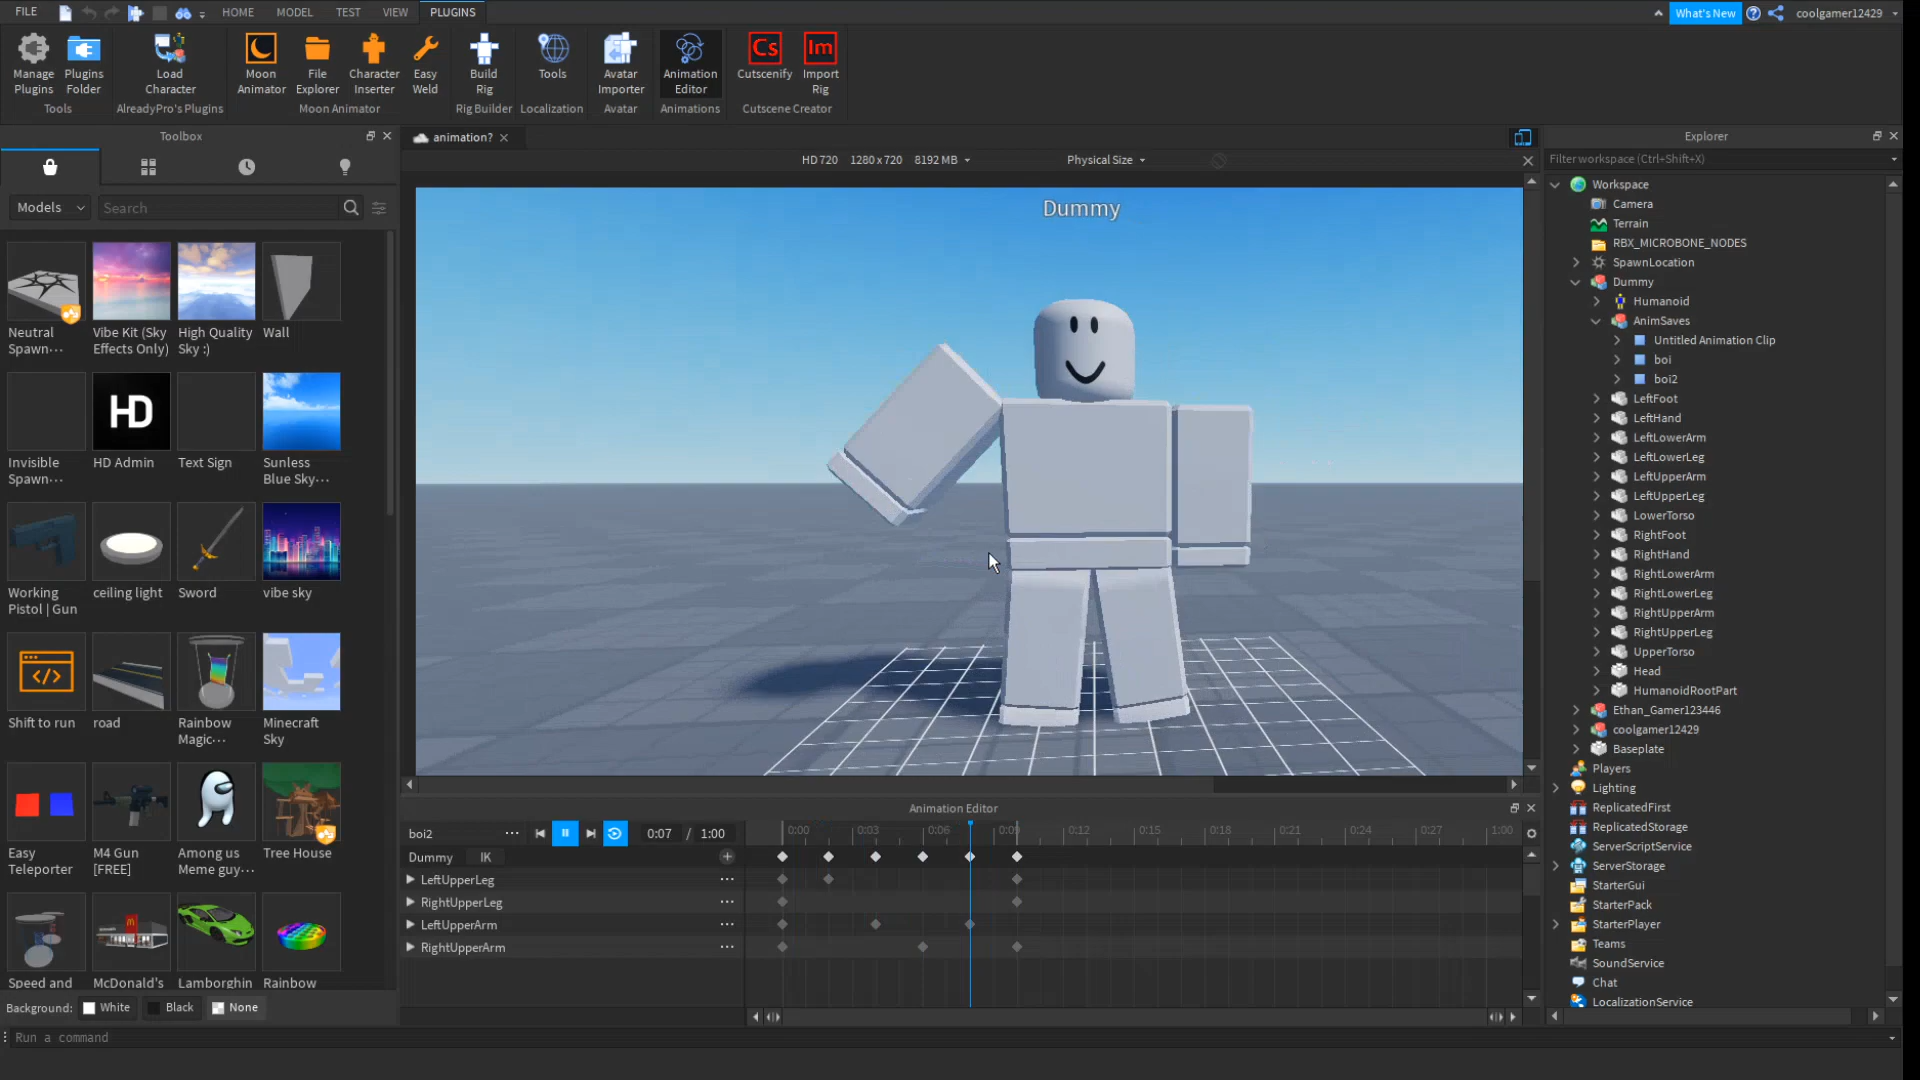 FILE HOME MODEL TEST VIEW PLUGINS What's New coolgamer12429
Manage Plugins
Plugins Folder
Load Character
Moon Animator
File Explorer
Character Inserter
Easy Weld
Build Rig
Tools
Avatar Importer
Animation Editor
Cs
Cutscenify
Im
Import Rig
Tools AlreadyPro's Plugins Moon Animator Rig Builder Localization Avatar Animations Cutscene Creator
Toolbox
Models Search
Neutral Spawn...
Vibe Kit (Sky Effects Only)
High Quality Sky :)
Wall
HD
Invisible Spawn...
HD Admin
Text Sign
Sunless Blue Sky...
Working Pistol | Gun
ceiling light
Sword
vibe sky
Shift to run
road
Rainbow Magic...
Minecraft Sky
Easy Teleporter
M4 Gun [FREE]
Among us Meme guy...
Tree House
Speed and
McDonald's
Lamborghin
Rainbow
Background: White Black None
Run a command
animation?
HD720 1280x720 8192 MB Physical Size
Dummy
Animation Editor
boi2 ... 0:07 / 1:00
0:00 0:03 0:06 0:09 0:12 0:15 0:18 0:21 0:24 0:27 1:00
Dummy IK
LeftUpperLeg ...
RightUpperLeg ...
LeftUpperArm ...
RightUpperArm ...
Explorer
Filter workspace (Ctrl+Shift+X)
Workspace
Camera
Terrain
RBX_MICROBONE_NODES
SpawnLocation
Dummy
Humanoid
AnimSaves
Untitled Animation Clip
boi
boi2
LeftFoot
LeftHand
LeftLowerArm
LeftLowerLeg
LeftUpperArm
LeftUpperLeg
LowerTorso
RightFoot
RightHand
RightLowerArm
RightLowerLeg
RightUpperArm
RightUpperLeg
UpperTorso
Head
HumanoidRootPart
Ethan_Gamer123446
coolgamer12429
Baseplate
Players
Lighting
ReplicatedFirst
ReplicatedStorage
ServerScriptService
ServerStorage
StarterGui
StarterPack
StarterPlayer
Teams
SoundService
Chat
LocalizationService